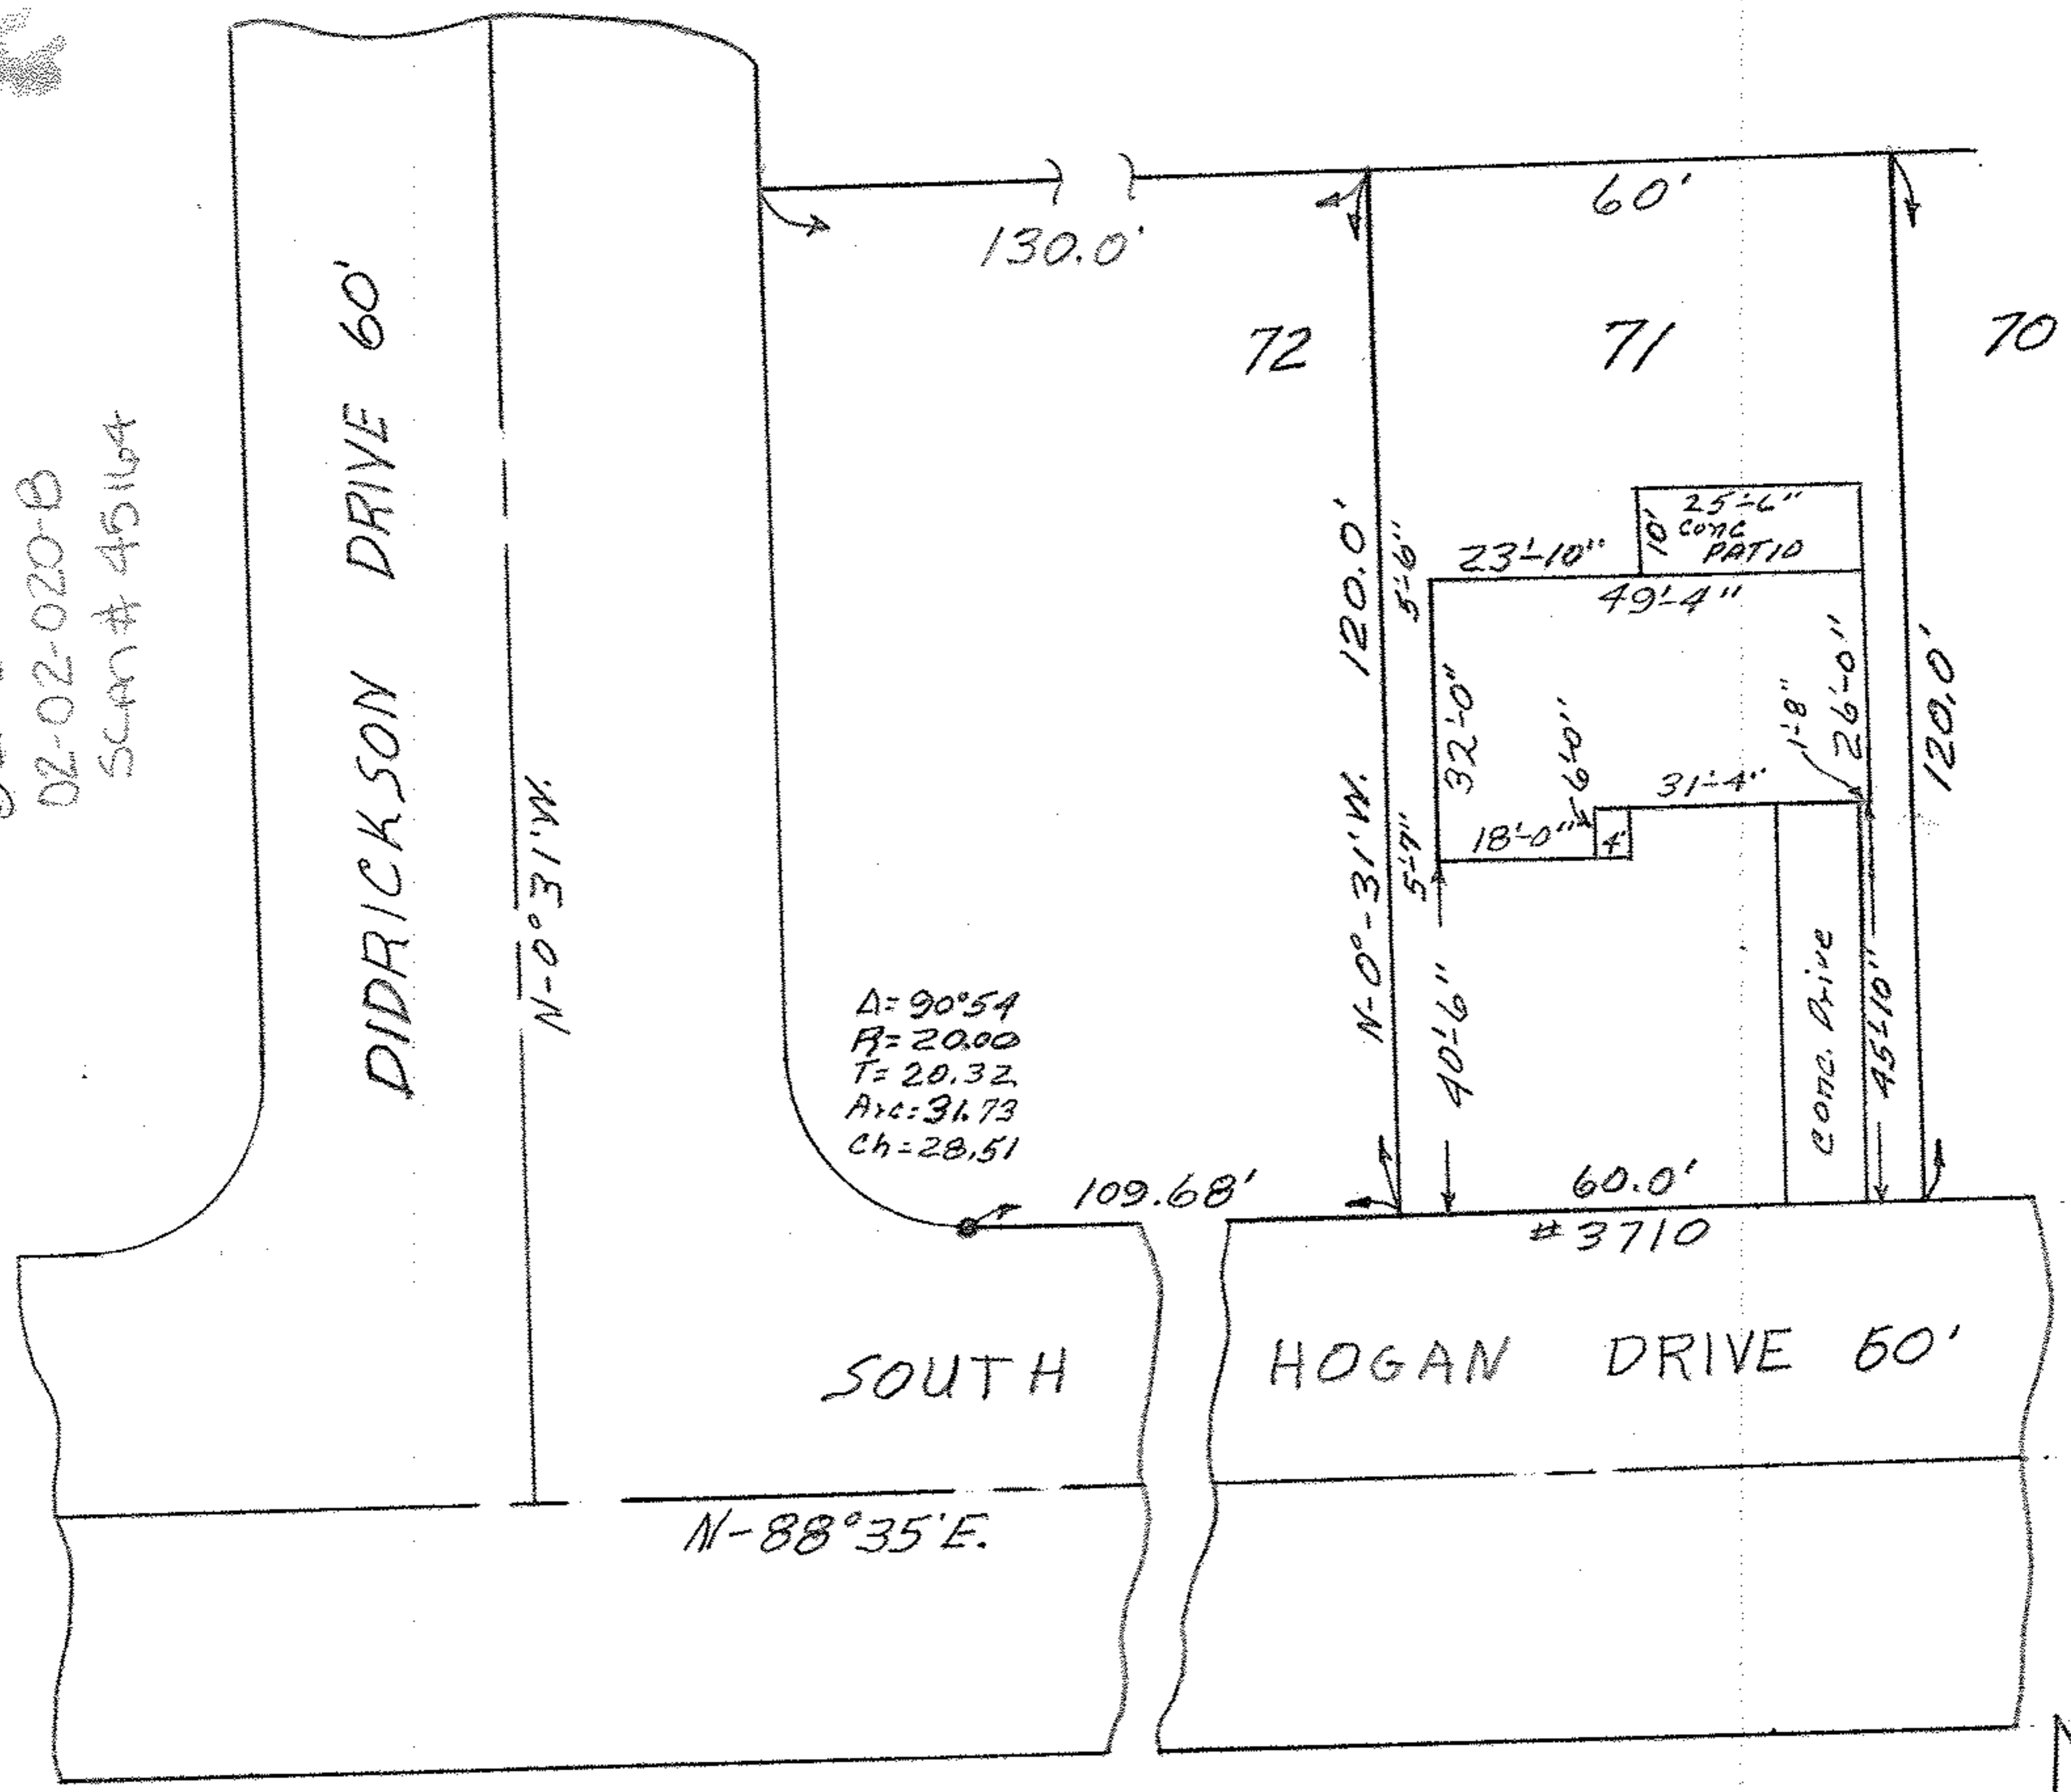 02-02-020-B
Scan # 45164
DIDRICKSON DRIVE 60'
N-0°31'W.
130.0'
60'
72
71
70
N-0°-31'W. 120.0'
5'-6"
5'-7"
23'-10"
25'-6"
10'
conc
PATIO
49'-4"
32'-0"
6'-0"
1'-8"
26'-0"
31'-4"
18'-0"
4'
120.0'
40'-6"
Conc. Drive
45'-10"
Δ=90°54
R=20.00
T=20.32
Arc=31.73
Ch=28.51
109.68'
60.0'
#3710
SOUTH HOGAN DRIVE 60'
N-88°35'E.
N